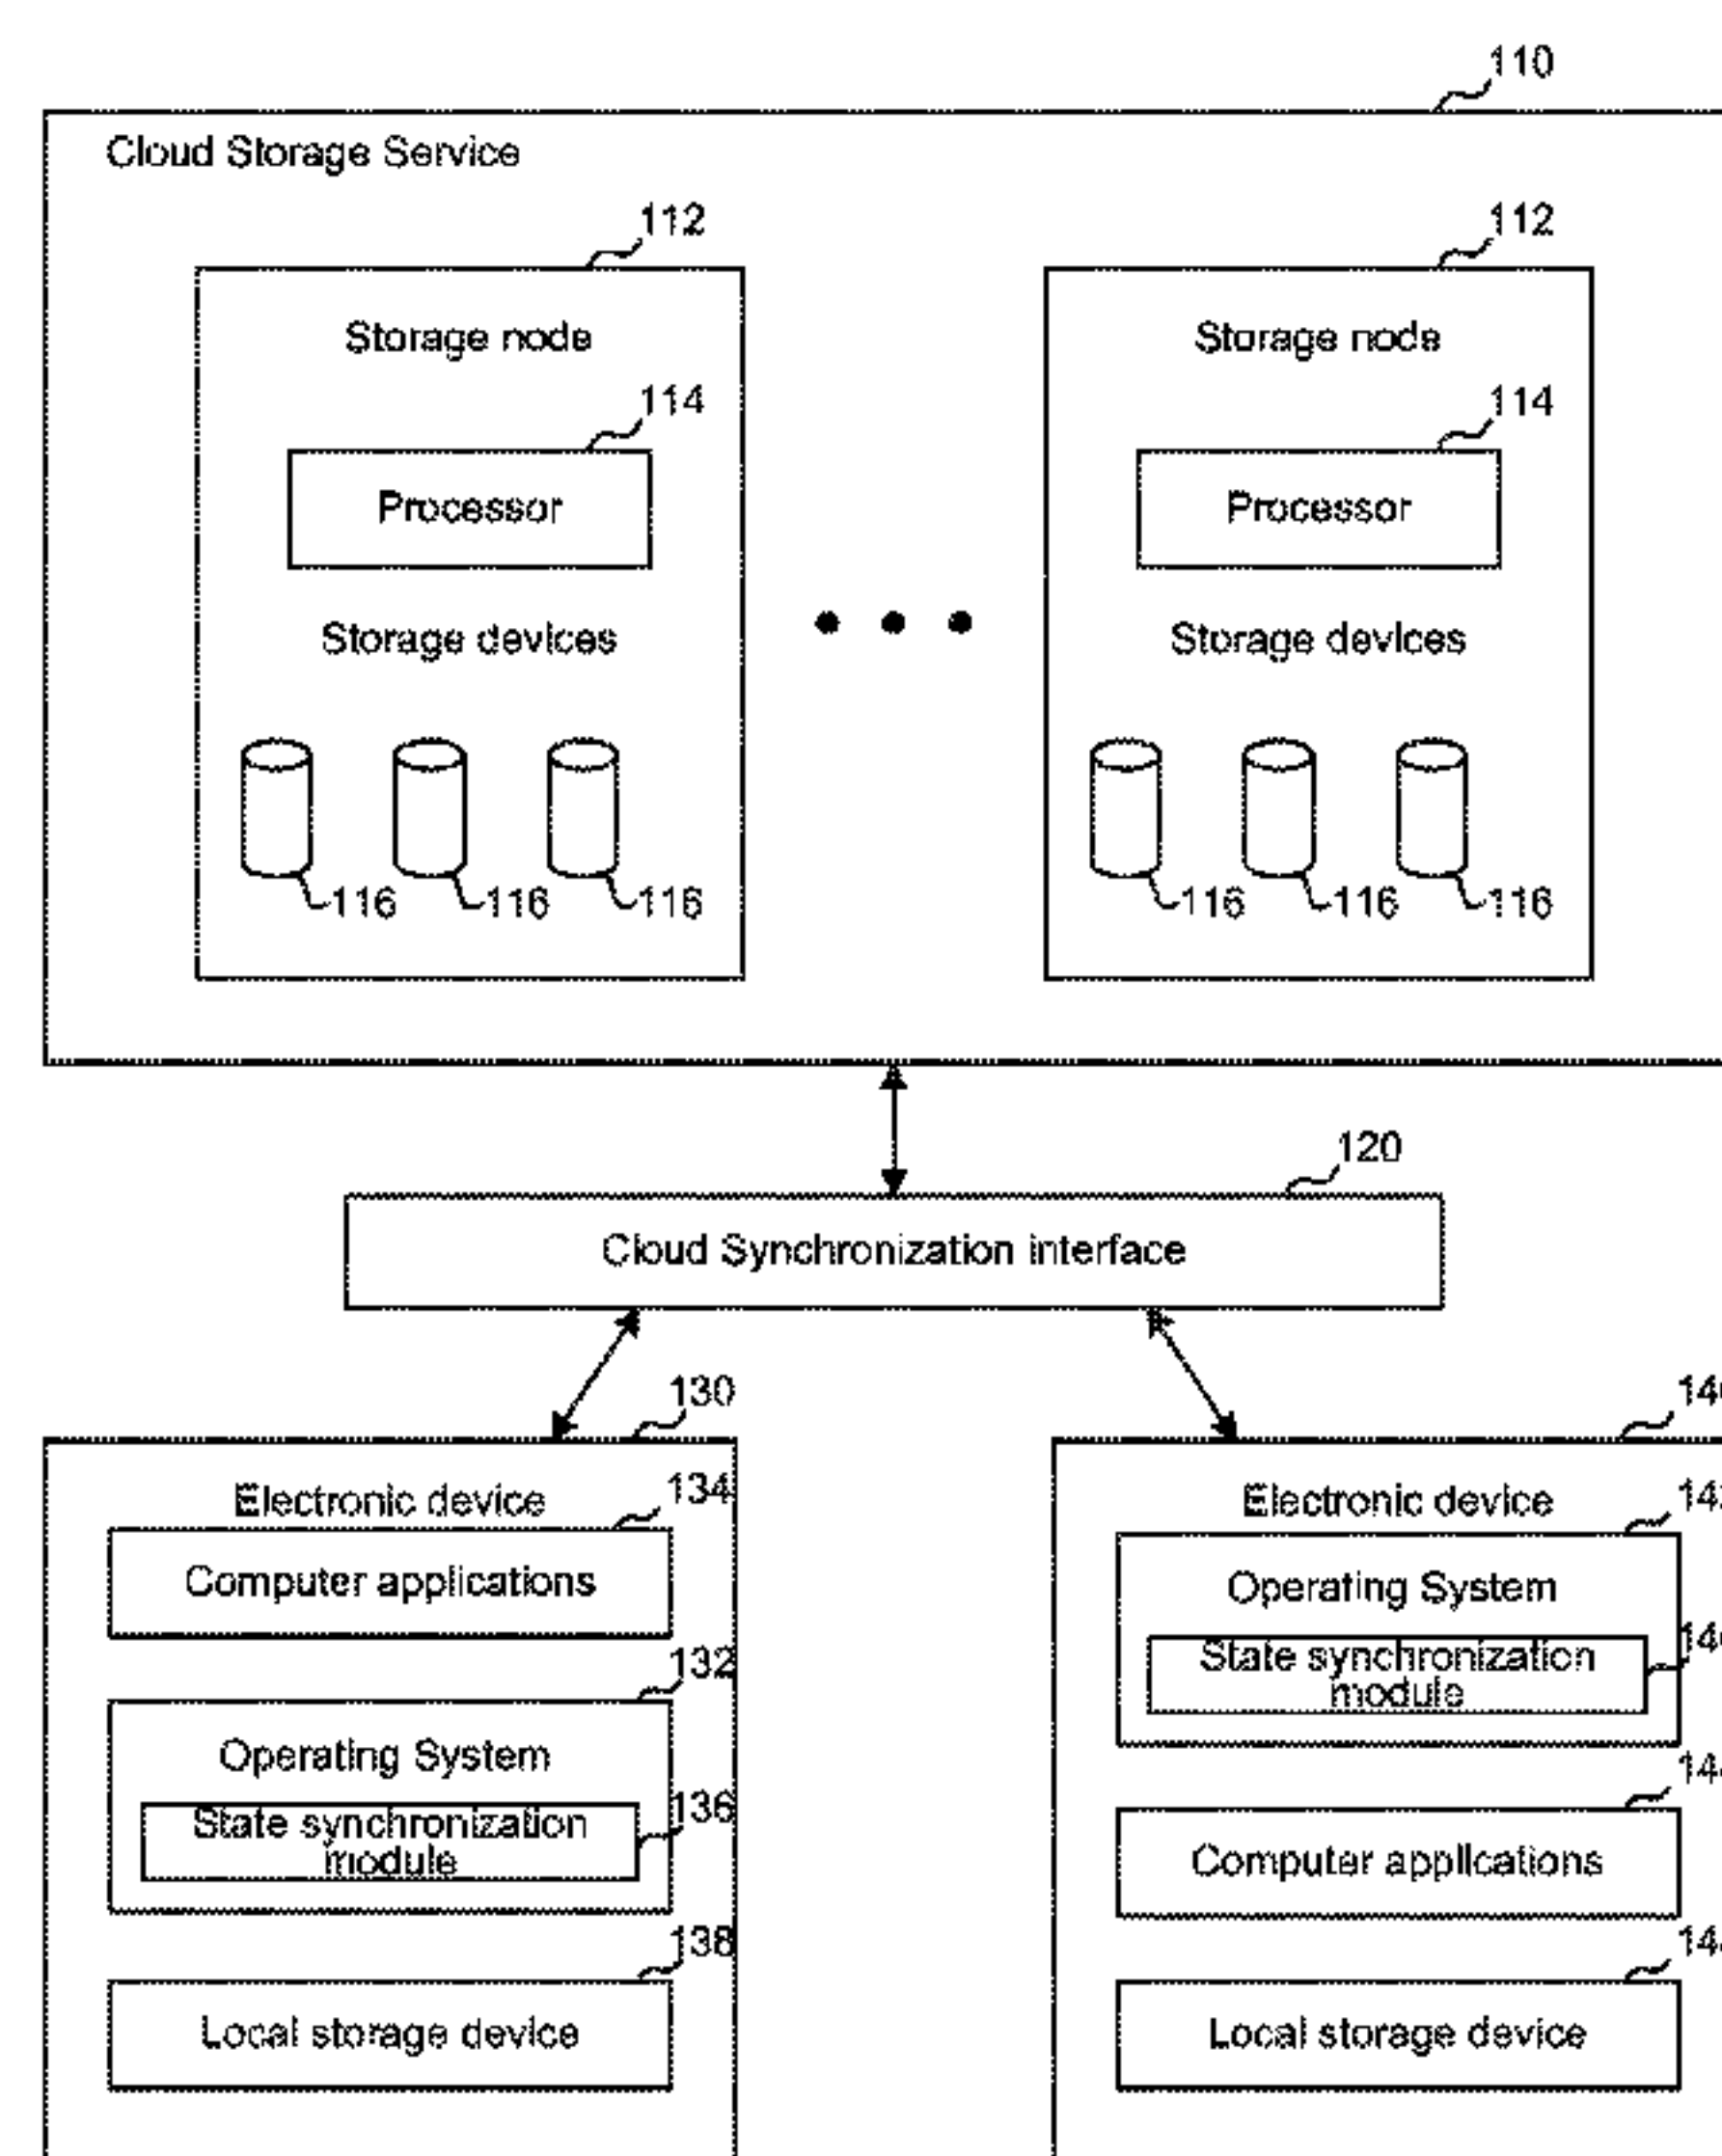 110
Cloud Storage Service
112 112
Storage node Storage node
114 114
Processor Processor
Storage devices Storage devices
116 116 116 116 116 116
120
Cloud Synchronization interface
130
Electronic device
134
Computer applications
132
Operating System
136
State synchronization
module
138
Local storage device
Electronic device
Operating System
State synchronization
module
Computer applications
Local storage device